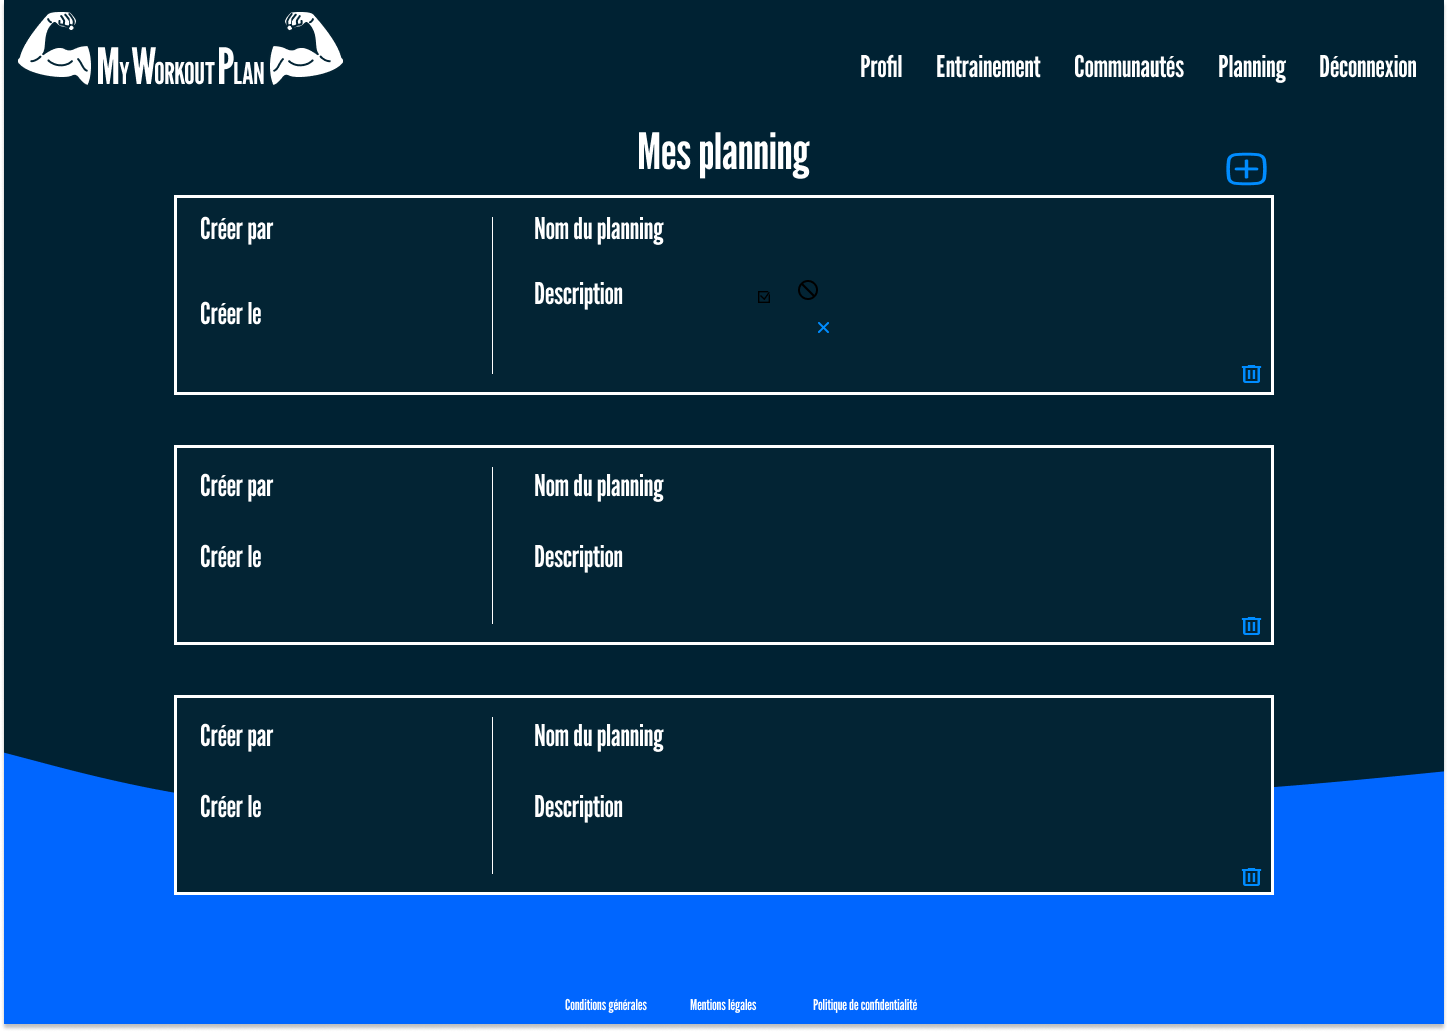 My Workout Plan
Profil Entrainement Communautés Planning Déconnexion
Mes planning
Créer par
Nom du planning
Créer le
Description
Créer par
Nom du planning
Créer le
Description
Créer par
Nom du planning
Créer le
Description
Conditions générales Mentions légales Politique de confidentialité